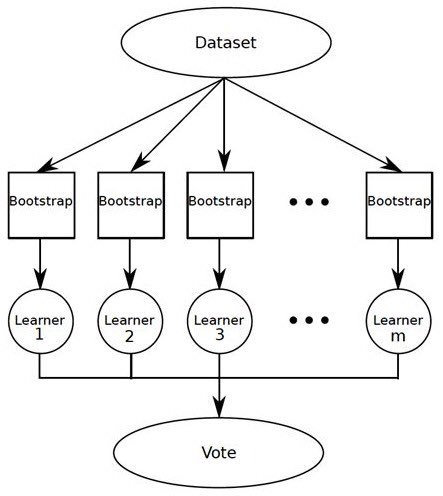 Dataset
Bootstrap Bootstrap Bootstrap Bootstrap
Learner Learner Learner Learner
1 2 3 m
Vote